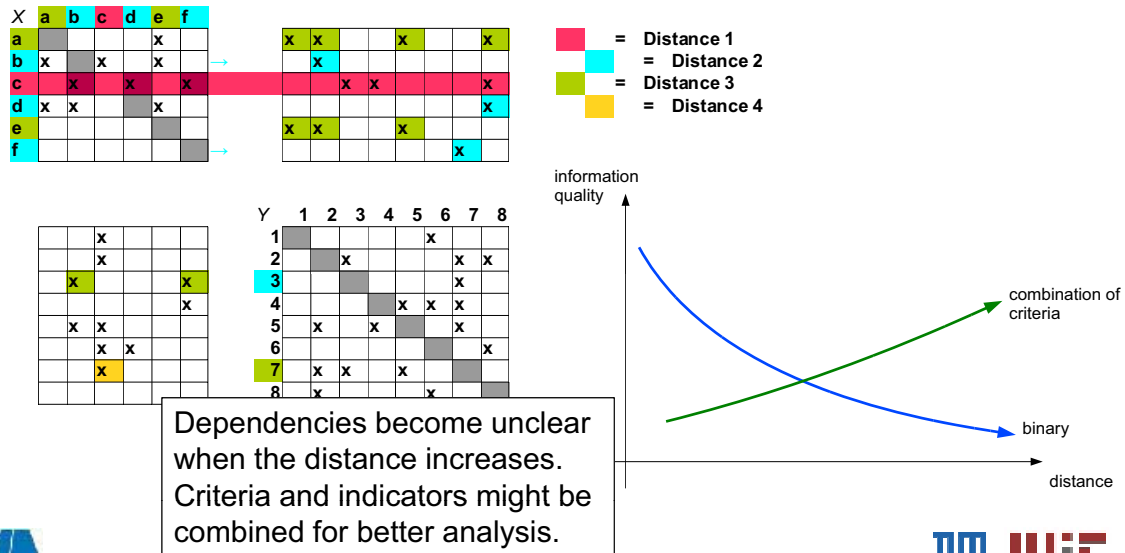 X a b c d e f
a x x x x x
b x x x → x
c x x x x x x
d x x x x
e x x x
f → x
= Distance 1
= Distance 2
= Distance 3
= Distance 4
information
quality
combination of
criteria
binary
distance
x
x
x x
x
x x
x x
x
Y 1 2 3 4 5 6 7 8
1 x
2 x x x
3 x
4 x x x
5 x x x
6 x
7 x x x
8 x x
Dependencies become unclear
when the distance increases.
Criteria and indicators might be
combined for better analysis.